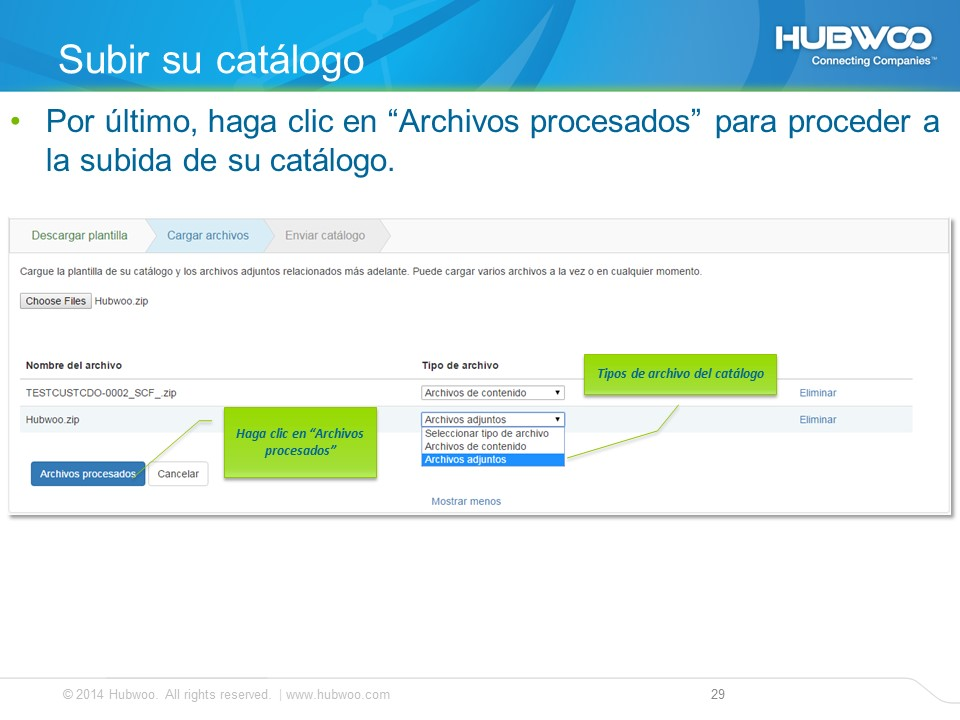 Subir su catálogo
HUBWOO
Connecting Companies™
• Por último, haga clic en “Archivos procesados” para proceder a
la subida de su catálogo.
Descargar plantilla
Cargar archivos
Enviar catálogo
Cargue la plantilla de su catálogo y los archivos adjuntos relacionados más adelante. Puede cargar varios archivos a la vez o en cualquier momento.
Choose Files Hubwoo.zip
Nombre del archivo
Tipo de archivo
Tipos de archivo del catálogo
TESTCUSTCDO-0002_SCF_.zip
Archivos de contenido
Eliminar
Hubwoo.zip
Archivos adjuntos
Eliminar
Seleccionar tipo de archivo
Archivos de contenido
Archivos adjuntos
Haga clic en “Archivos
procesados”
Archivos procesados
Cancelar
Mostrar menos
© 2014 Hubwoo. All rights reserved. | www.hubwoo.com
29